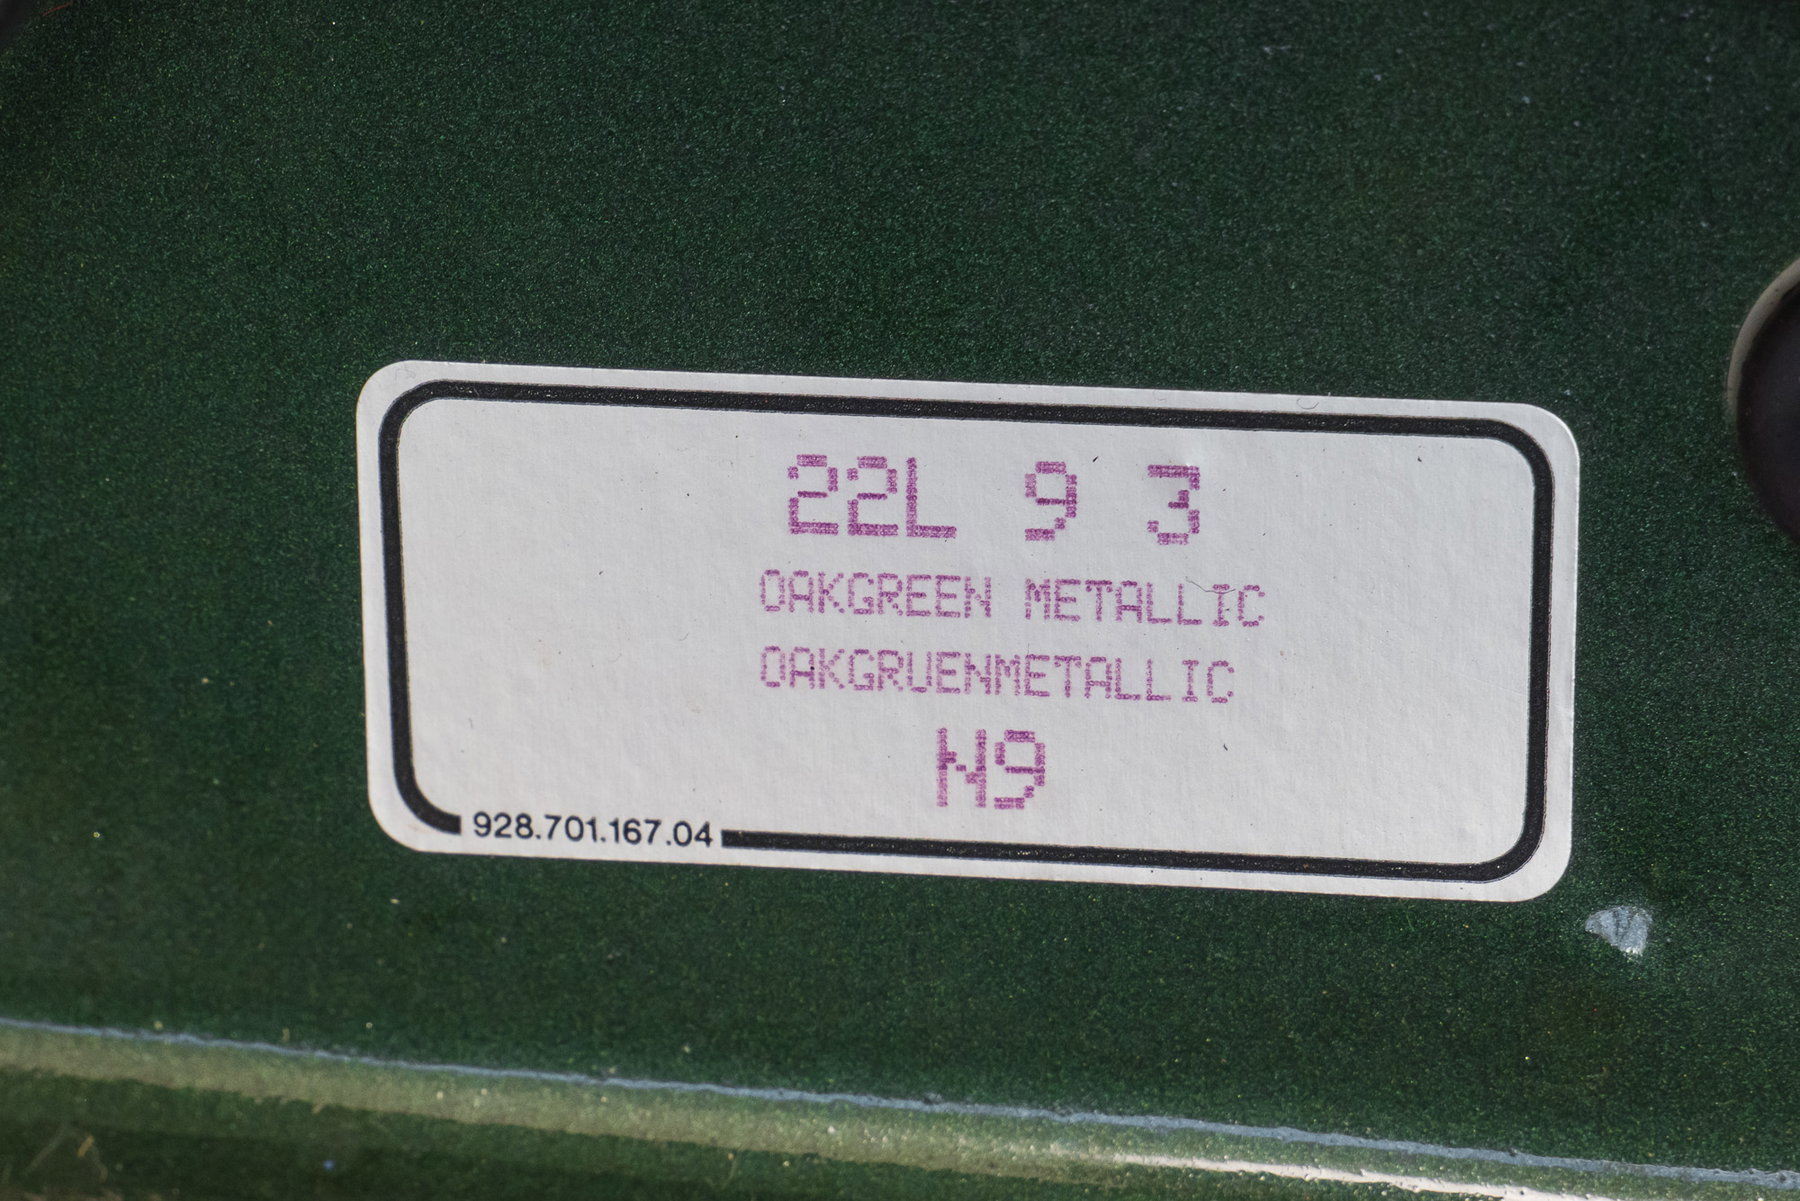 22L 9 3
OAKGREEN METALLIC
OAKGRUENMETALLIC
N9
928.701.167.04